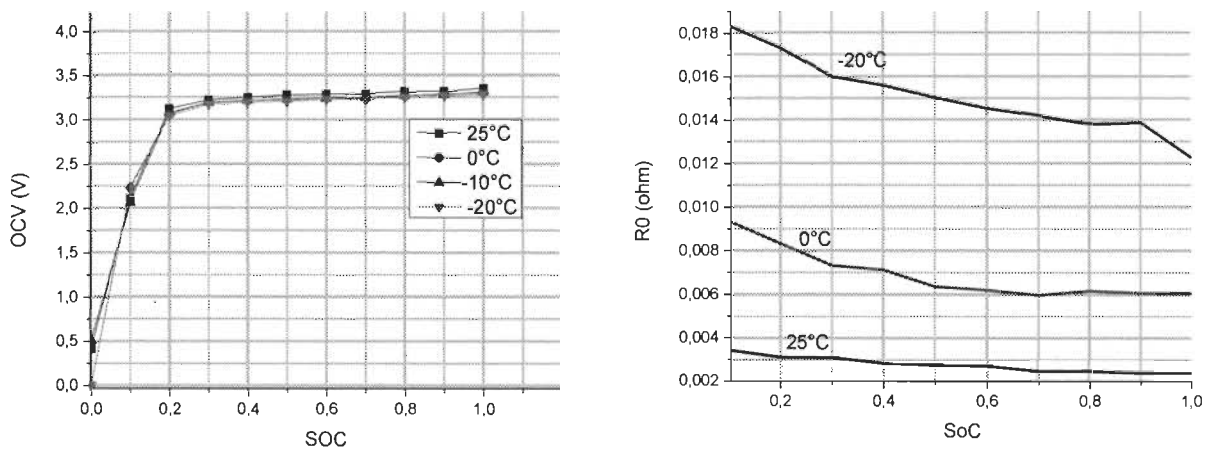 4,0
3,5
3,0
2,5
2,0
1,5
1,0
0,5
0,0
OCV (V)
25°C
0°C
-10°C
-20°C
0,0 0,2 0,4 0,6 0,8 1,0
SOC
0,018
0,016
0,014
0,012
0,010
0,008
0,006
0,004
0,002
R0 (ohm)
-20°C
0°C
25°C
0,2 0,4 0,6 0,8 1,0
SoC